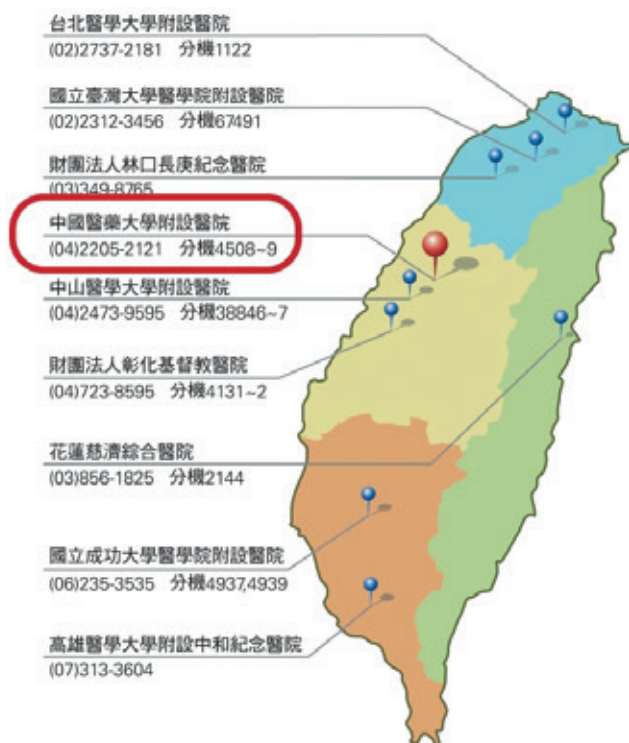 台北醫學大學附設醫院
(02)2737-2181 分機1122
國立臺灣大學醫學院附設醫院
(02)2312-3456 分機67491
財團法人林口長庚紀念醫院
(03)349-8765
中國醫藥大學附設醫院
(04)2205-2121 分機4508~9
中山醫學大學附設醫院
(04)2473-9595 分機38846~7
財團法人彰化基督教醫院
(04)723-8595 分機4131~2
花蓮慈濟綜合醫院
(03)856-1825 分機2144
國立成功大學醫學院附設醫院
(06)235-3535 分機4937,4939
高雄醫學大學附設中和紀念醫院
(07)313-3604